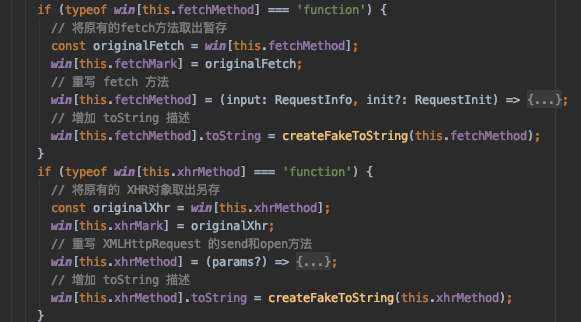 if (typeof win[this.fetchMethod] === 'function') {
// 将原有的fetch方法取出暂存
const originalFetch = win[this.fetchMethod];
win[this.fetchMark] = originalFetch;
// 重写 fetch 方法
win[this.fetchMethod] = (input: RequestInfo, init?: RequestInit) => {...};
// 增加 toString 描述
win[this.fetchMethod].toString = createFakeToString(this.fetchMethod);
}
if (typeof win[this.xhrMethod] === 'function') {
// 将原有的 XHR对象取出另存
const originalXhr = win[this.xhrMethod];
win[this.xhrMark] = originalXhr;
// 重写 XMLHttpRequest 的send和open方法
win[this.xhrMethod] = (params?) => {...};
// 增加 toString 描述
win[this.xhrMethod].toString = createFakeToString(this.xhrMethod);
}